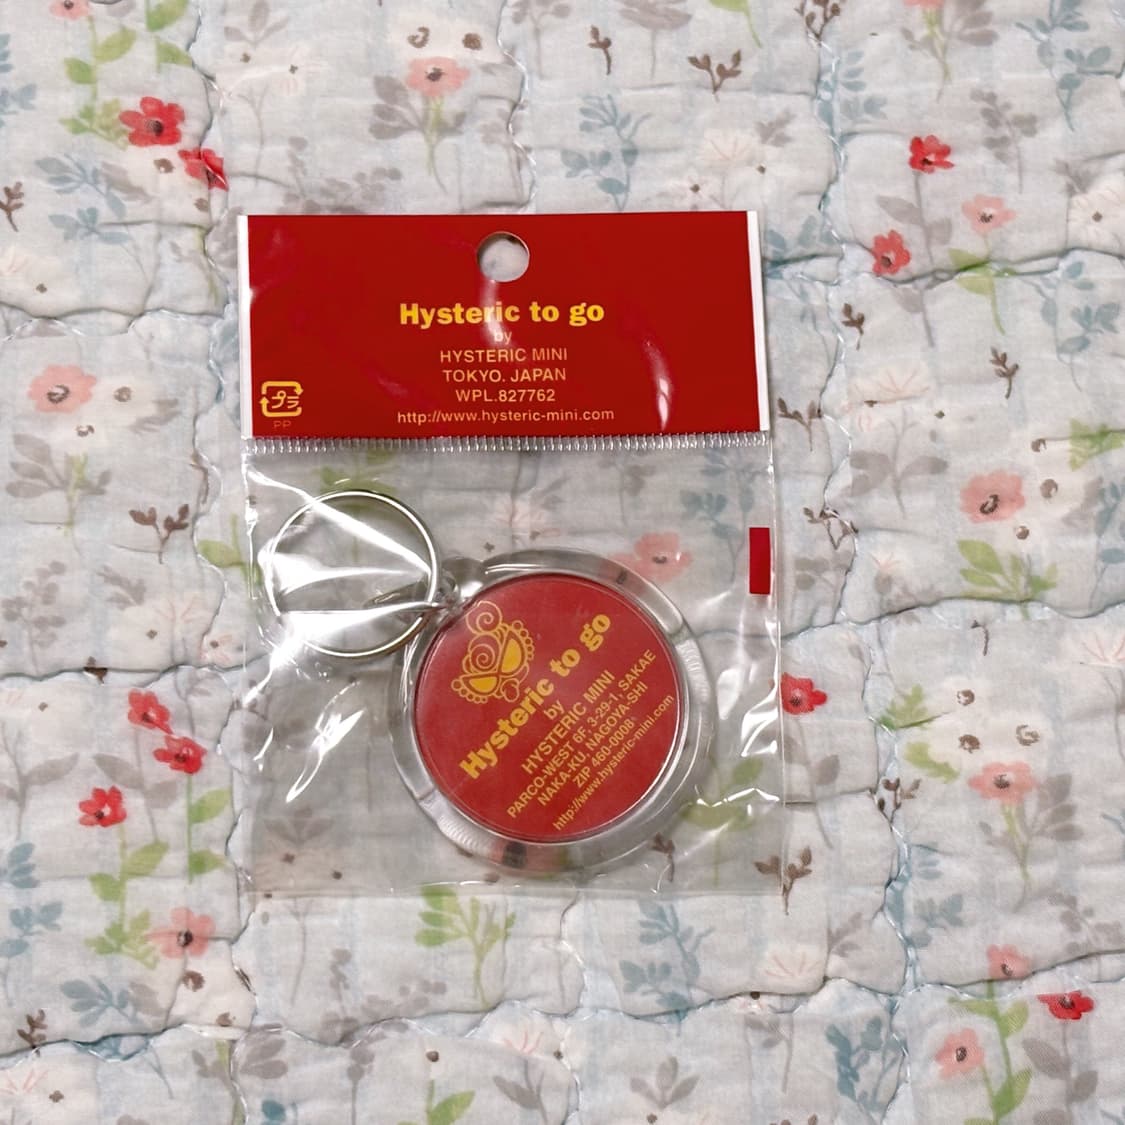 Hysteric to go
by
HYSTERIC MINI
TOKYO. JAPAN
WPL.827762
http://www.hysteric-mini.com
プラ
PP
Hysteric to go
by
HYSTERIC MINI
PARCO-WEST 6F, 3-29-1, SAKAE
NAKA-KU, NAGOYA-SHI
ZIP 460-0008
http://www.hysteric-mini.com